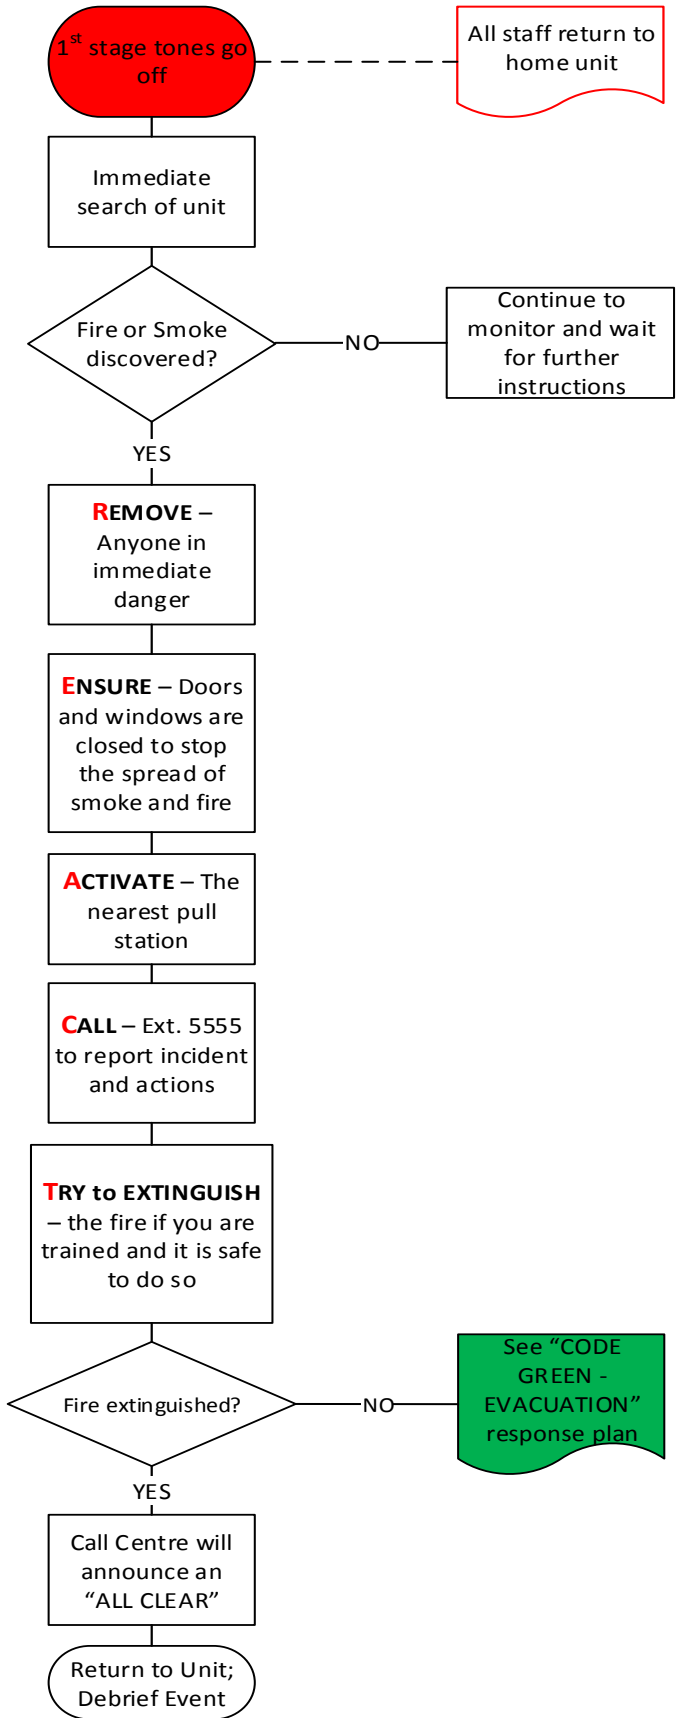 1st stage tones go
off
All staff return to
home unit
Immediate
search of unit
Fire or Smoke
discovered?
NO
Continue to
monitor and wait
for further
instructions
YES
REMOVE –
Anyone in
immediate
danger
ENSURE – Doors
and windows are
closed to stop
the spread of
smoke and fire
ACTIVATE – The
nearest pull
station
CALL – Ext. 5555
to report incident
and actions
TRY to EXTINGUISH
– the fire if you are
trained and it is safe
to do so
Fire extinguished?
NO
See “CODE
GREEN -
EVACUATION”
response plan
YES
Call Centre will
announce an
“ALL CLEAR”
Return to Unit;
Debrief Event